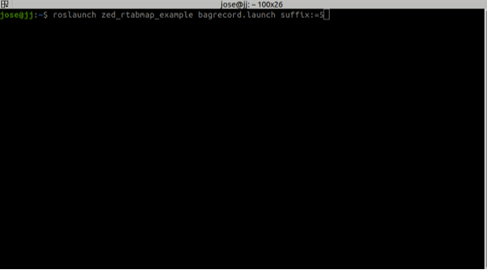 jose@jj: ~ 100x26
jose@jj:~$ roslaunch zed_rtabmap_example bagrecord.launch suffix:=5